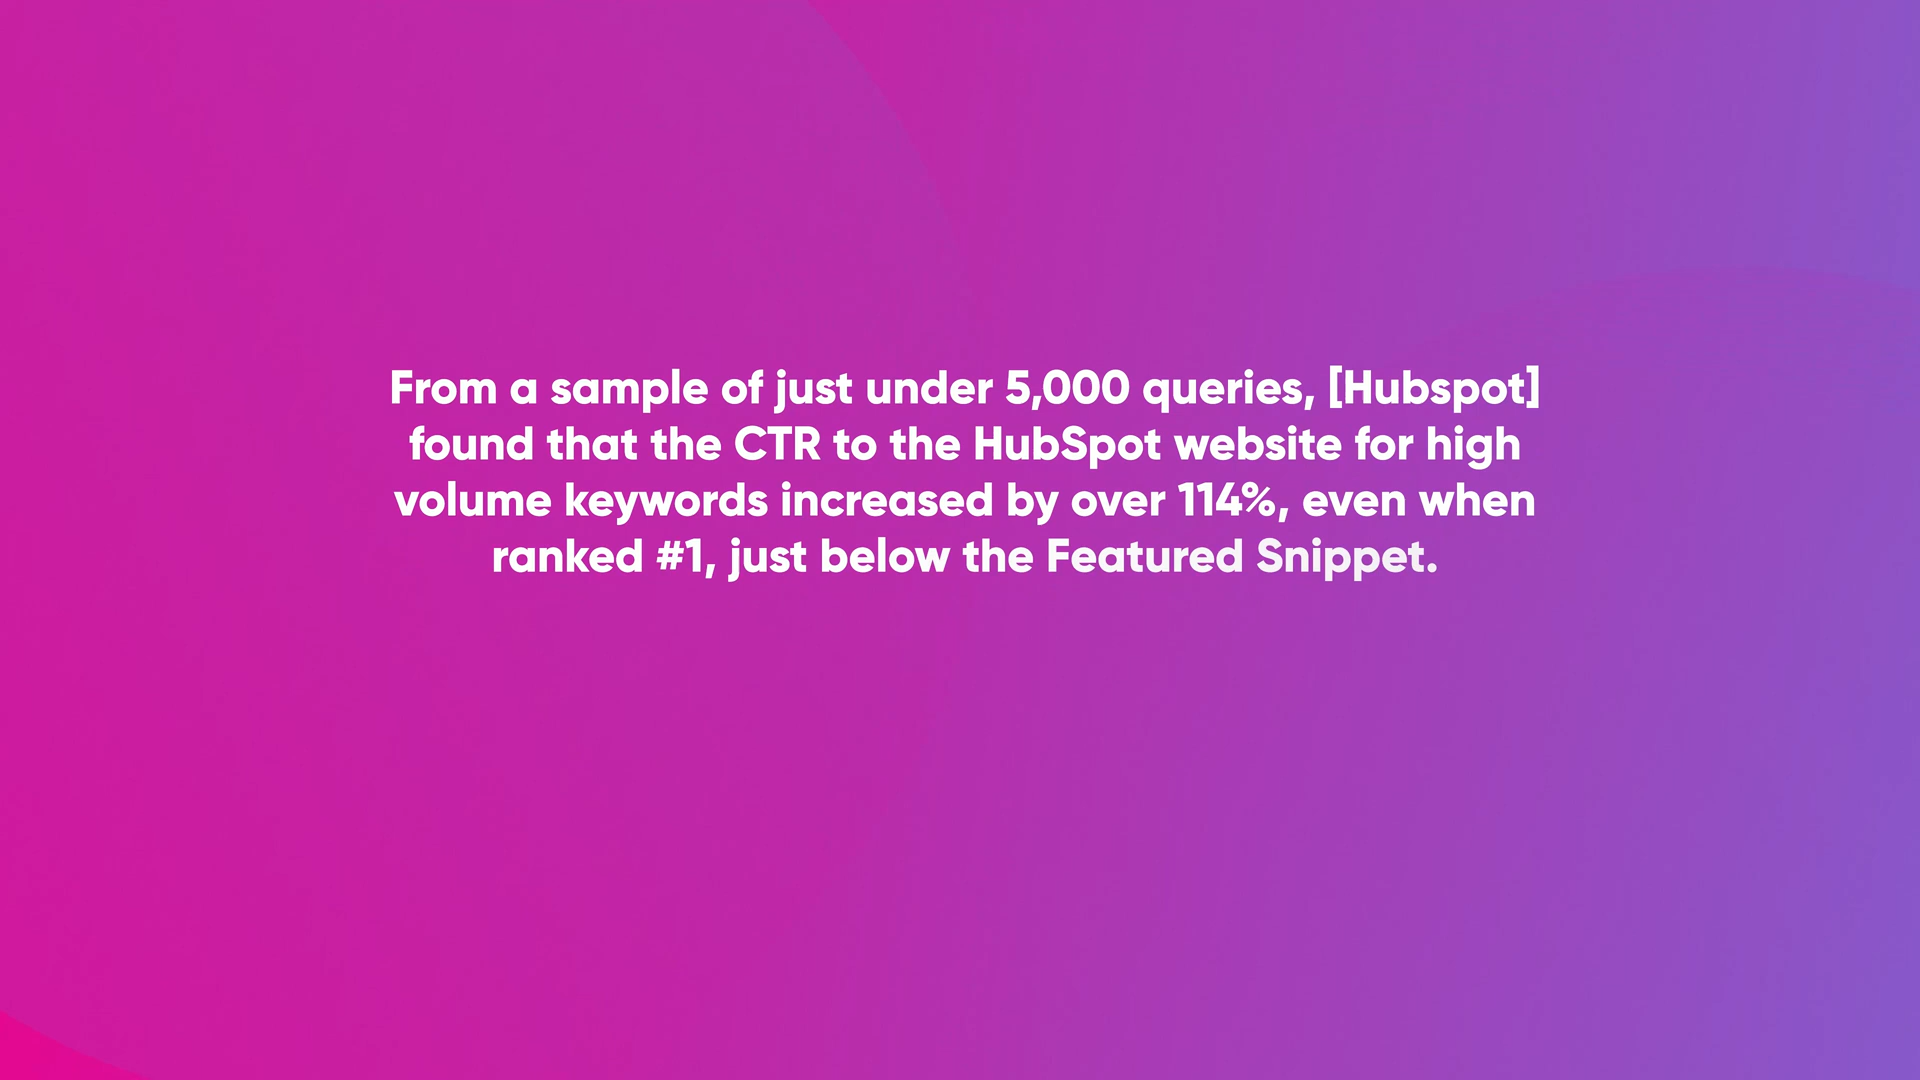 From a sample of just under 5,000 queries, [Hubspot]
found that the CTR to the HubSpot website for high
volume keywords increased by over 114%, even when
ranked #1, just below the Featured Snippet.